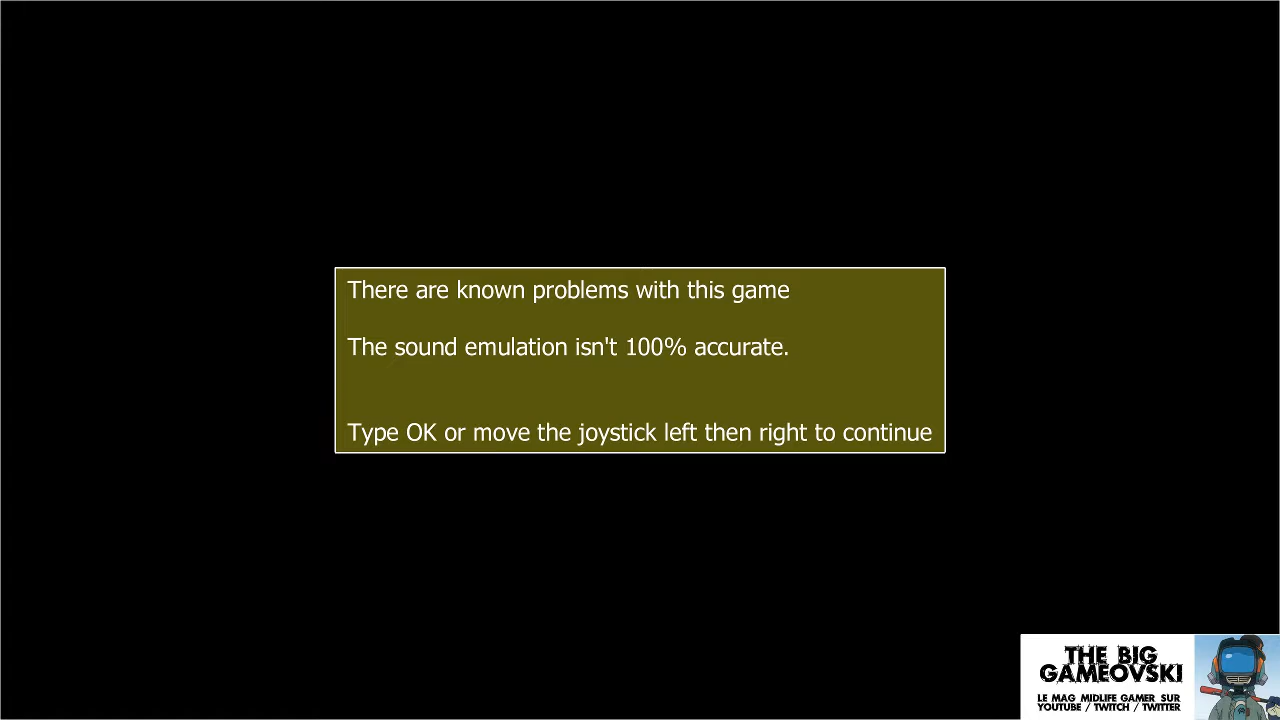 There are known problems with this game
The sound emulation isn't 100% accurate.
Type OK or move the joystick left then right to continue
THE BIG
GAMEOVSKI
LE MAG MIDLIFE GAMER SUR
YOUTUBE / TWITCH / TWITTER